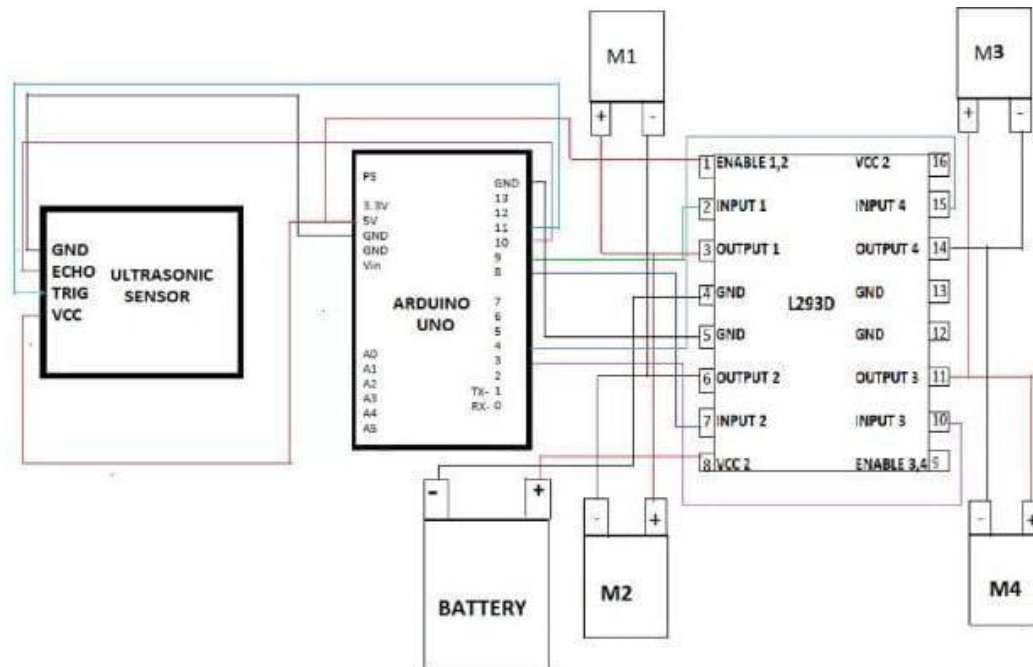 M1
M3
+
-
+
-
GND
ECHO
TRIG
VCC
ULTRASONIC
SENSOR
3.3V
5V
GND
GND
Vin
A0
A1
A2
A3
A4
A5
ARDUINO
UNO
GND
13
12
11
10
9
8
7
6
5
4
3
2
TX- 1
RX- 0
1 ENABLE 1,2
2 INPUT 1
3 OUTPUT 1
4 GND
5 GND
6 OUTPUT 2
7 INPUT 2
8 VCC 2
L293D
VCC 2 16
INPUT 4 15
OUTPUT 4 14
GND 13
GND 12
OUTPUT 3 11
INPUT 3 10
ENABLE 3,4
-
+
BATTERY
-
+
M2
-
+
M4